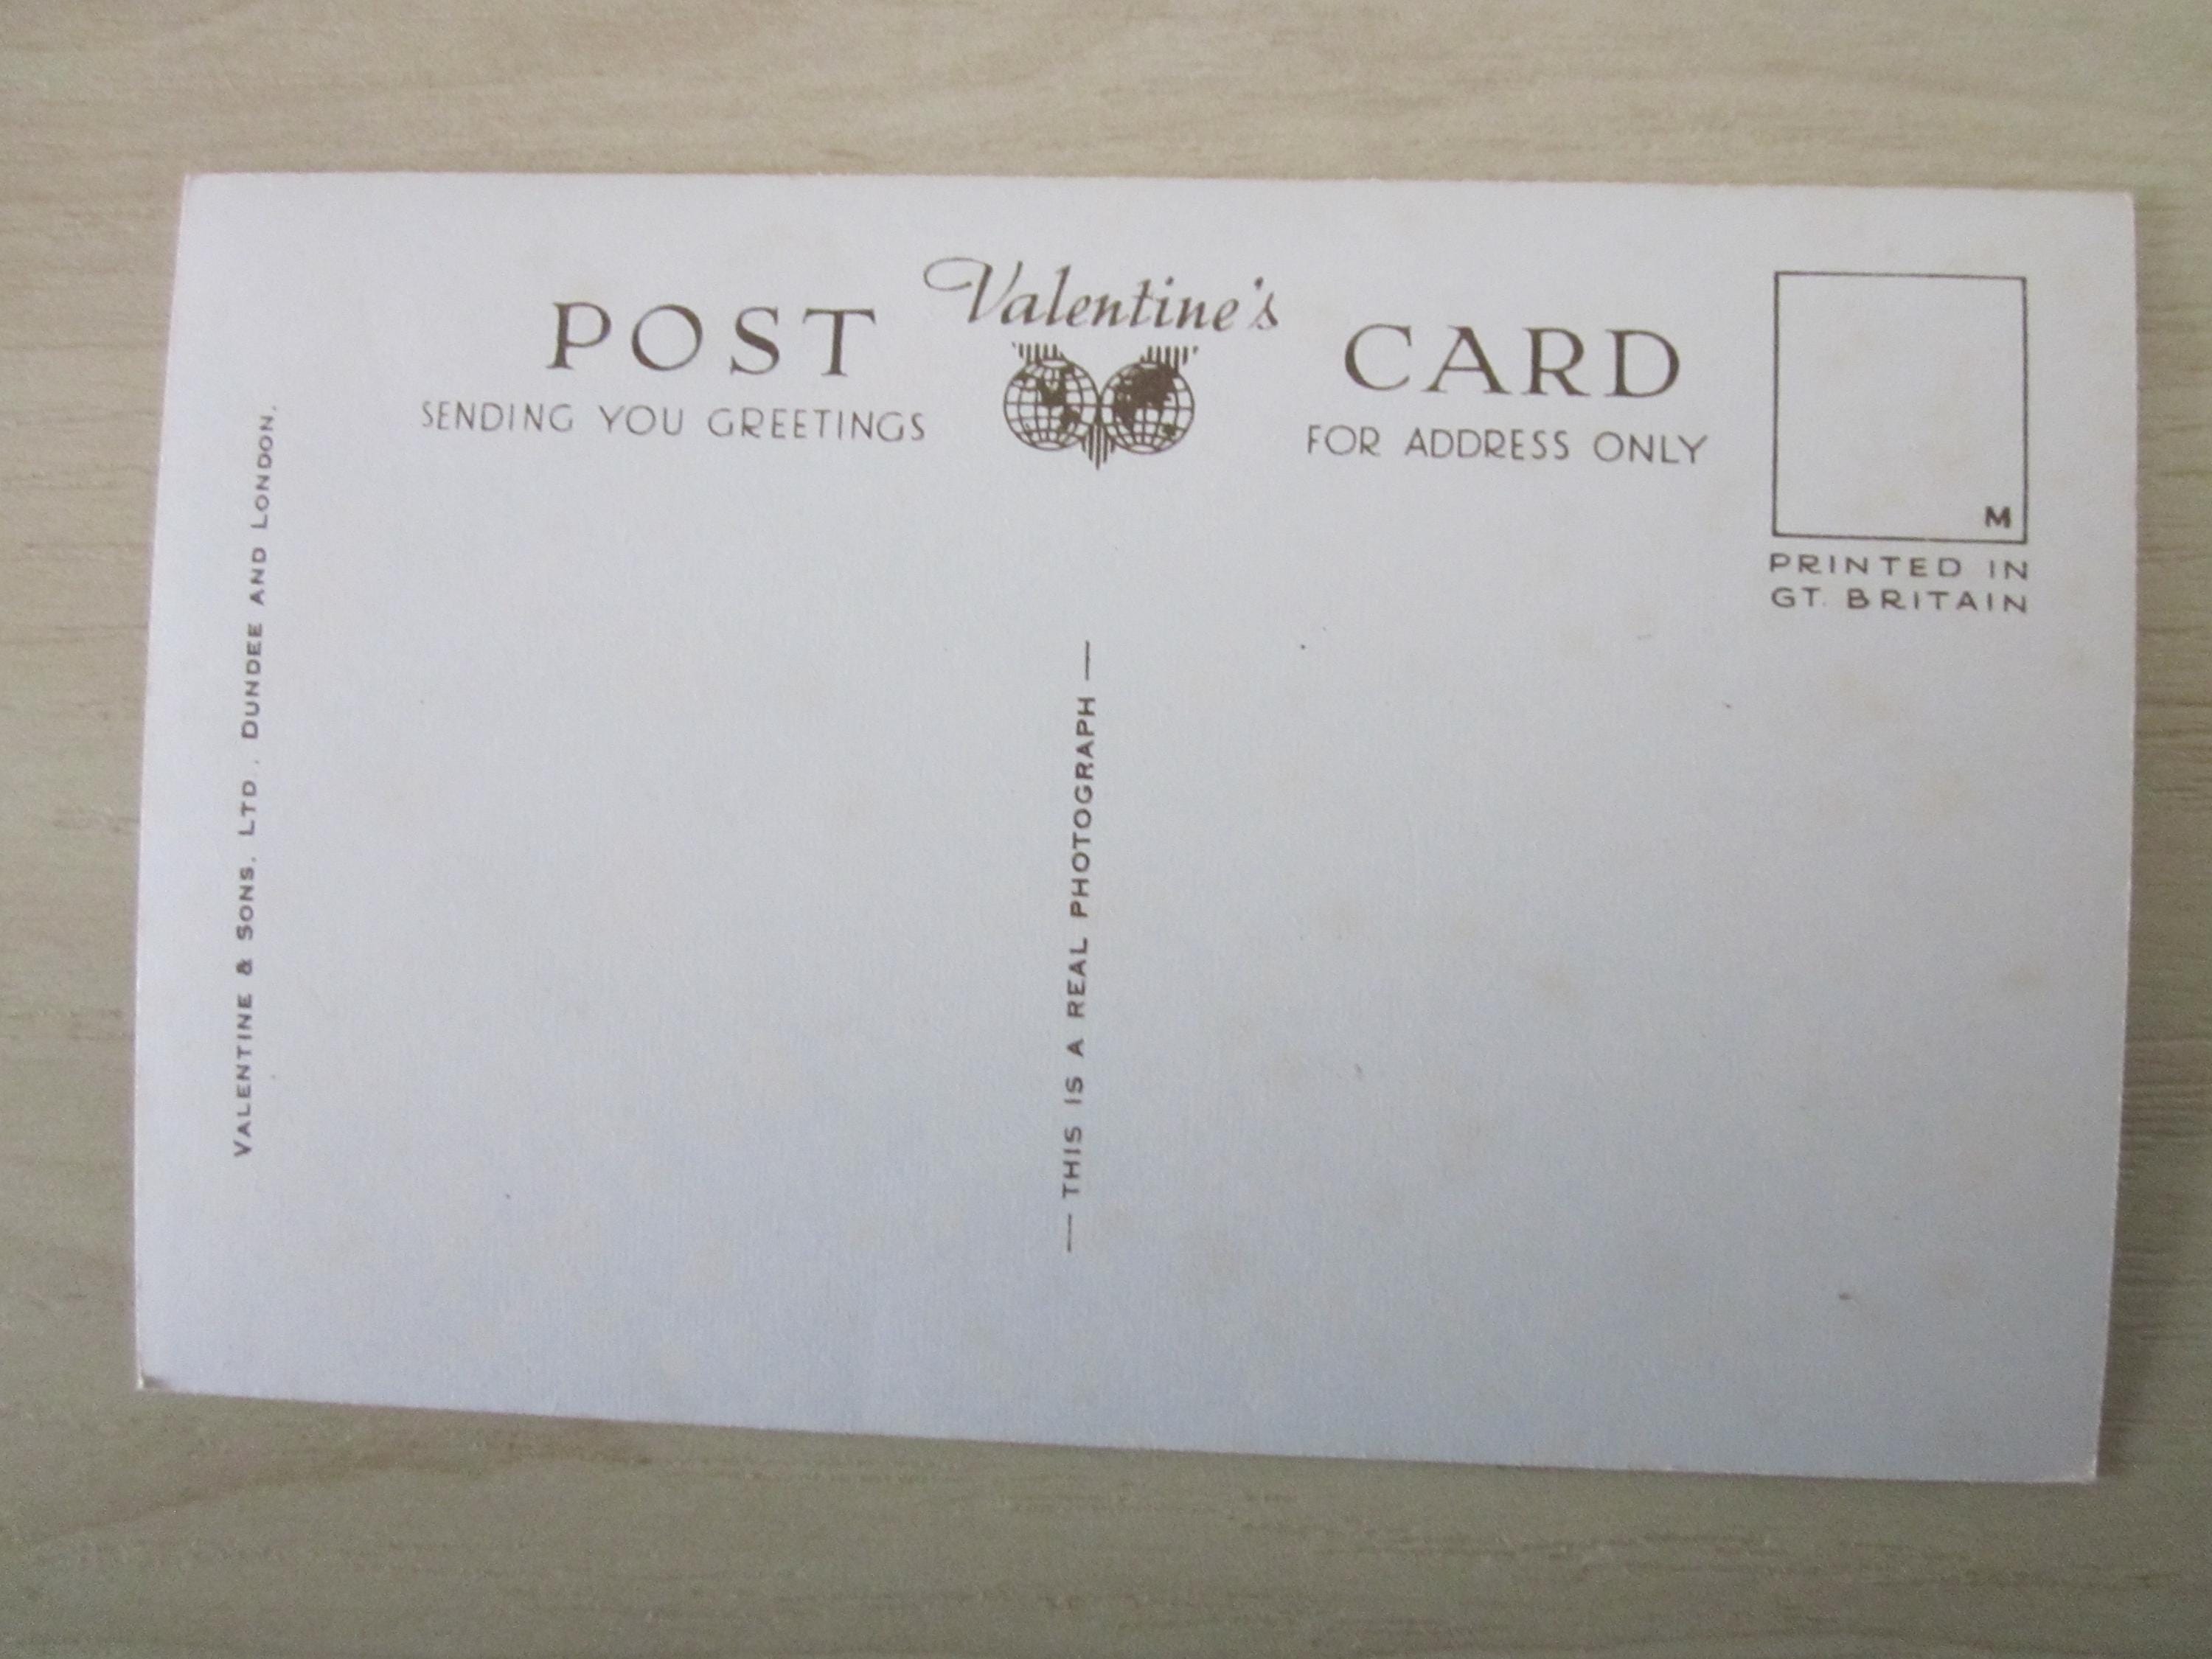 Valentine's
POST CARD
SENDING YOU GREETINGS
FOR ADDRESS ONLY
M
PRINTED IN
GT. BRITAIN
VALENTINE & SONS, LTD., DUNDEE AND LONDON.
— THIS IS A REAL PHOTOGRAPH —